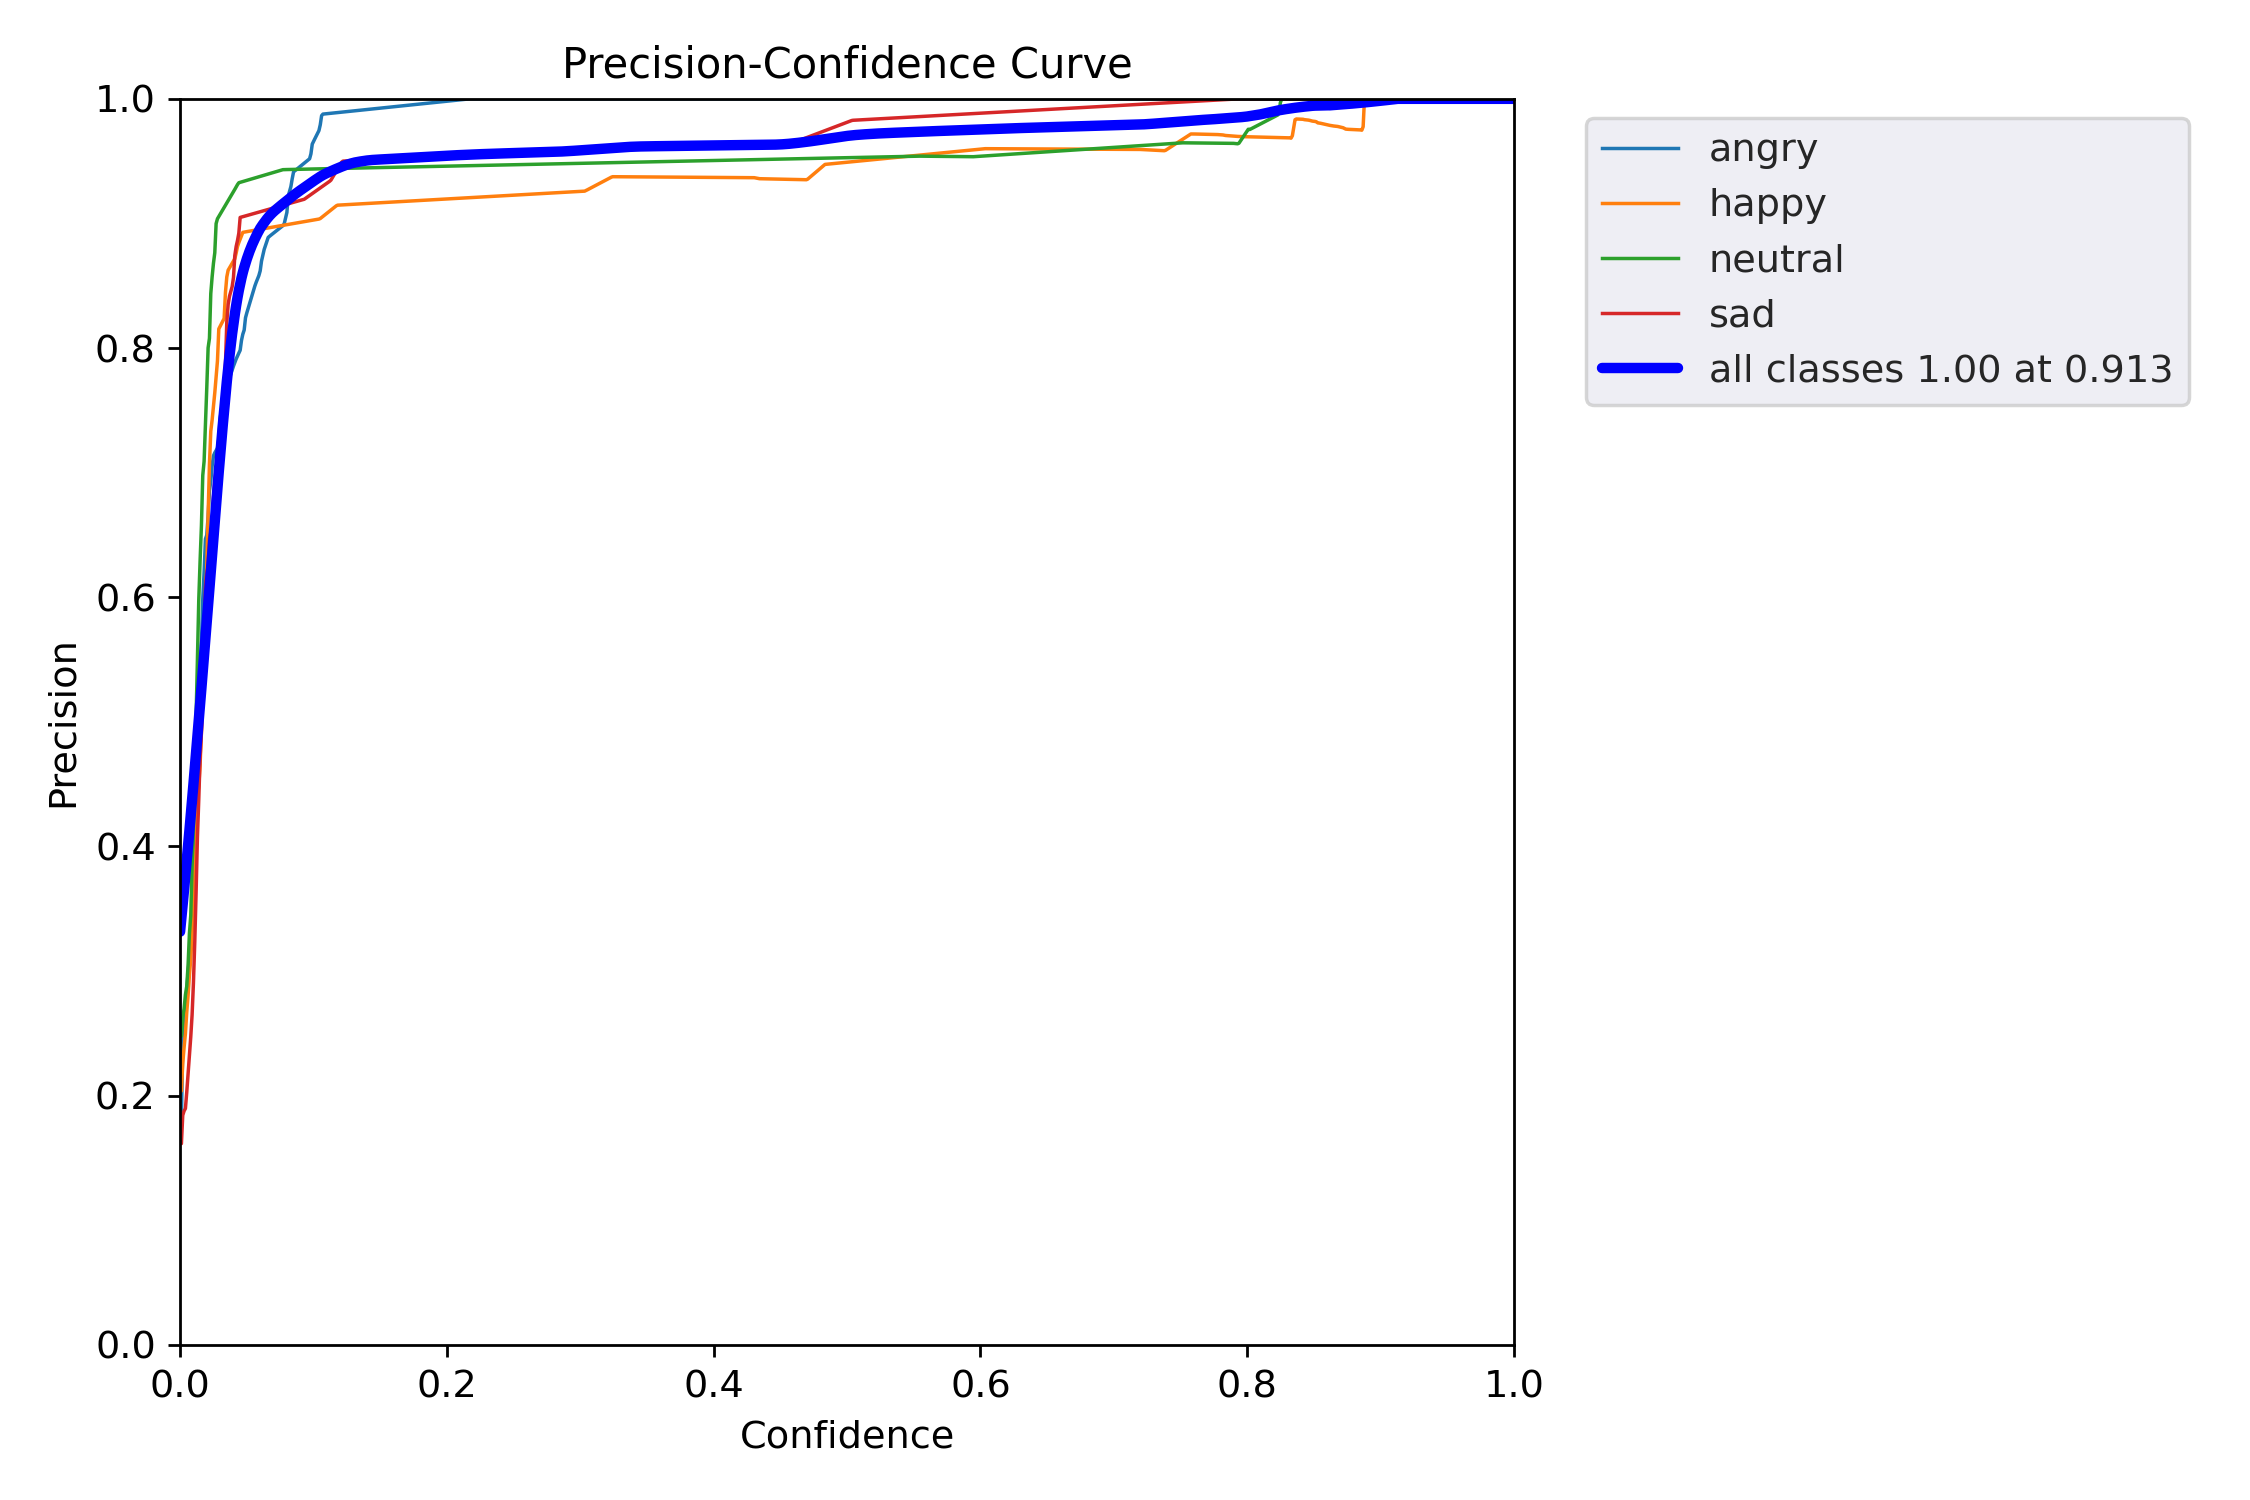 Precision-Confidence Curve
1.0
0.8
0.6
0.4
0.2
0.0
Precision
0.0 0.2 0.4 0.6 0.8 1.0
Confidence
angry
happy
neutral
sad
all classes 1.00 at 0.913